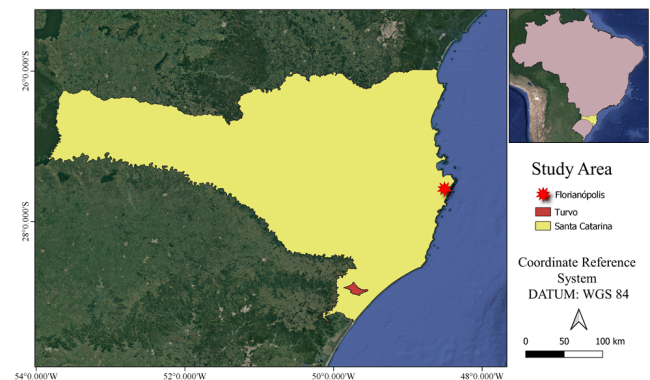 26°0.000'S
28°0.000'S
54°0.000'W
52°0.000'W
50°0.000'W
48°0.000'W
Study Area
Florianópolis
Turvo
Santa Catarina
Coordinate Reference
System
DATUM: WGS 84
0 50 100 km